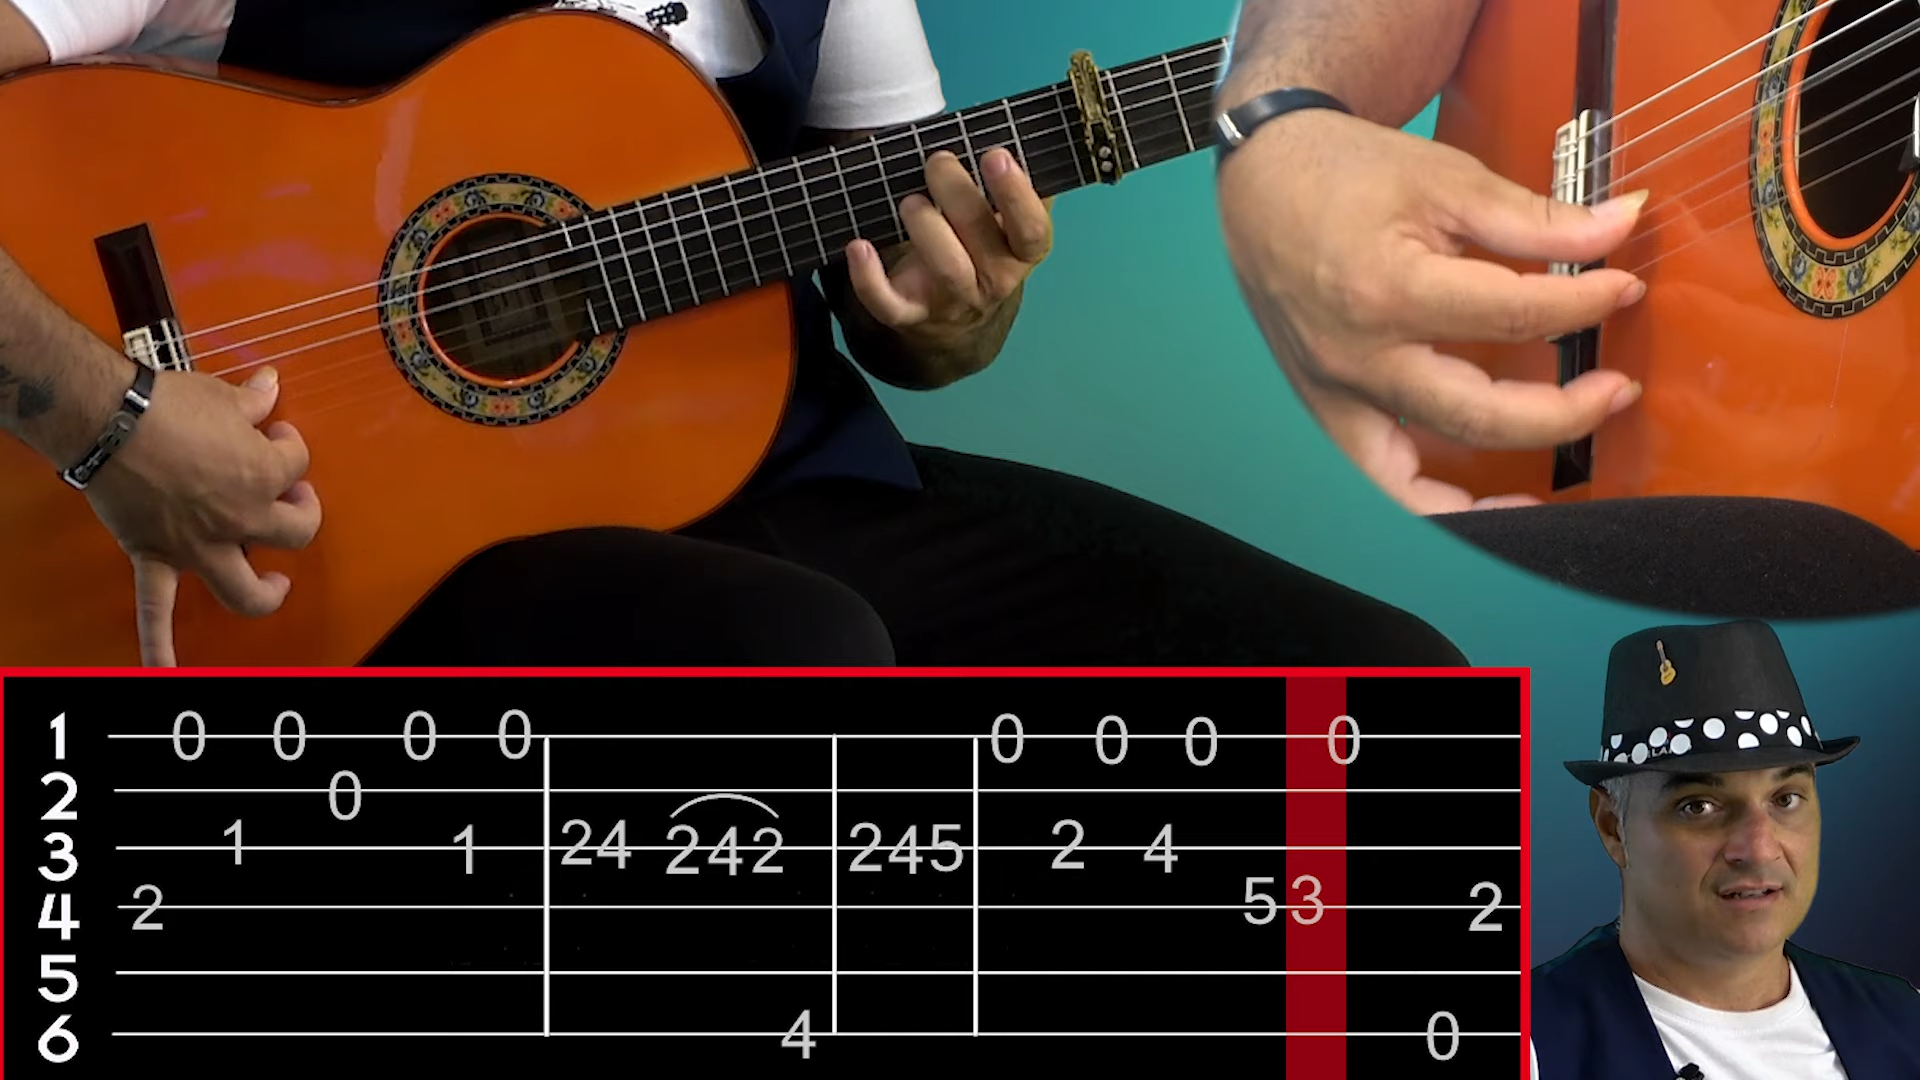 1 0 0 0 0 0 0 0 0
2 0
3 1 1 24 242 245 2 4
4 2 53 2
5
6 4 0